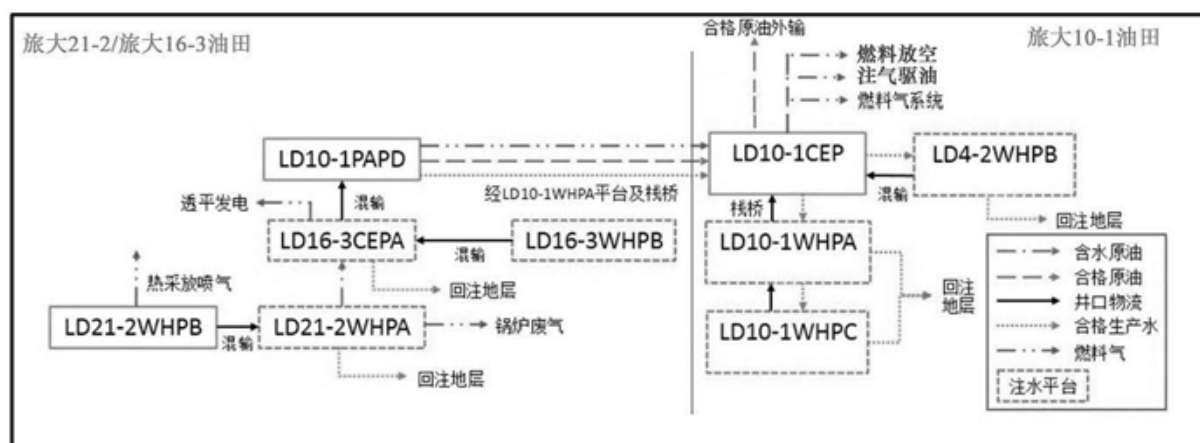 旅大21-2/旅大16-3油田
旅大10-1油田
合格原油外输
燃料放空
注气驱油
燃料气系统
LD10-1PAPD
LD10-1CEP
LD4-2WHPB
混输
经LD10-1WHPA平台及栈桥
透平发电
混输
栈桥
回注地层
LD16-3CEPA
混输
LD16-3WHPB
LD10-1WHPA
热采放喷气
回注地层
回注
地层
LD21-2WHPB
混输
LD21-2WHPA
锅炉废气
LD10-1WHPC
回注地层
含水原油
合格原油
井口物流
合格生产水
燃料气
注水平台